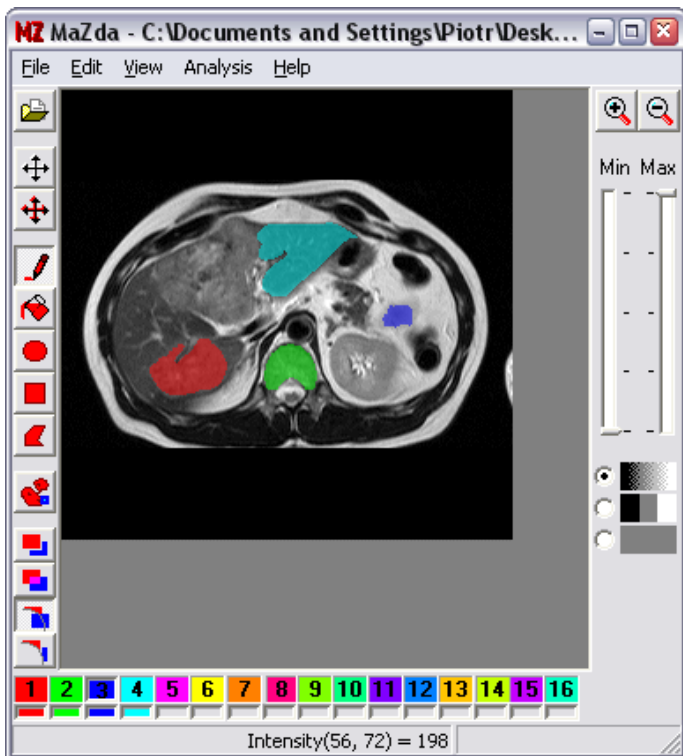 MZ MaZda - C:\Documents and Settings\Piotr\Desk...
File Edit View Analysis Help
Min Max
1 2 3 4 5 6 7 8 9 10 11 12 13 14 15 16
Intensity(56, 72) = 198